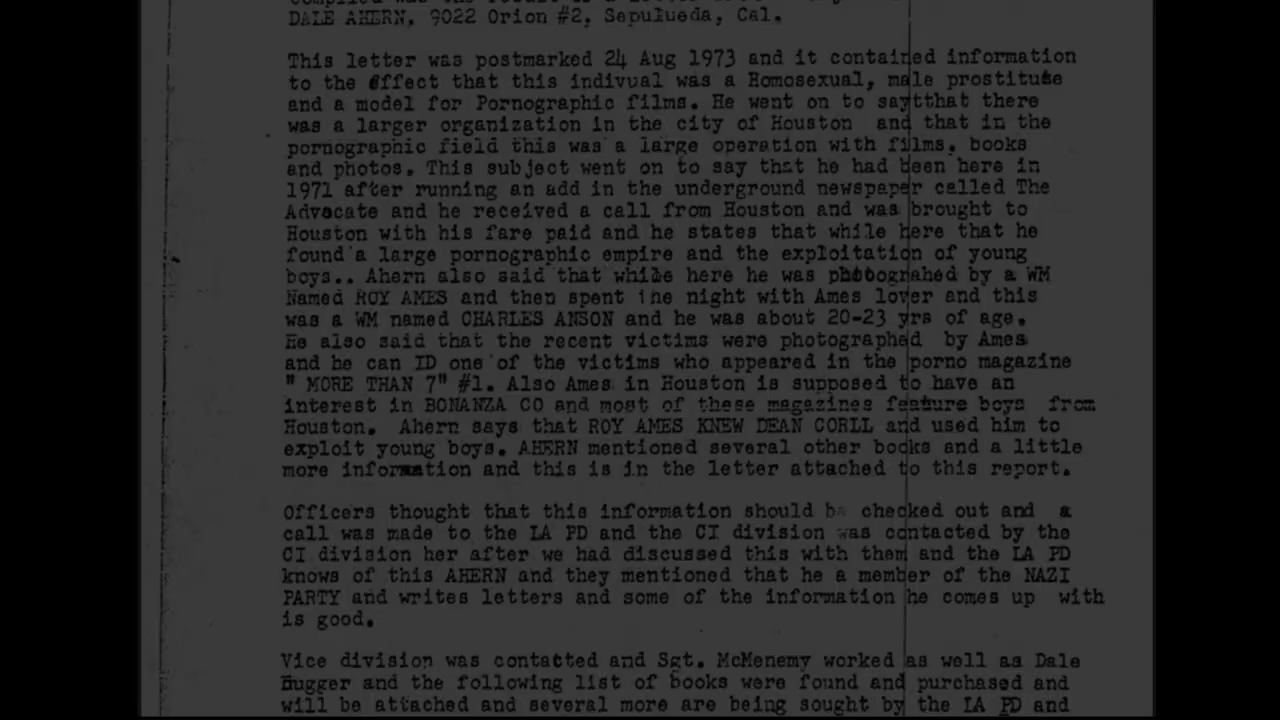 compiled was the result of a letter
DALE AHERN, 9022 Orion #2, Sepulueda, Cal.
This letter was postmarked 24 Aug 1973 and it contained information
to the effect that this indivual was a Homosexual, male prostitute
and a model for Pornographic films. He went on to saytthat there
was a larger organization in the city of Houston and that in the
pornographic field this was a large operation with films, books
and photos. This subject went on to say that he had been here in
1971 after running an add in the underground newspaper called The
Advocate and he received a call from Houston and was brought to
Houston with his fare paid and he states that while here that he
found a large pornographic empire and the exploitation of young
boys.. Ahern also said that while here he was photograhed by a WM
Named ROY AMES and then spent the night with Ames lover and this
was a WM named CHARLES ANSON and he was about 20-23 yrs of age.
He also said that the recent victims were photographed by Ames
and he can ID one of the victims who appeared in the porno magazine
" MORE THAN 7" #1. Also Ames in Houston is supposed to have an
interest in BONANZA CO and most of these magazines feature boys from
Houston. Ahern says that ROY AMES KNEW DEAN CORLL and used him to
exploit young boys. AHERN mentioned several other books and a little
more information and this is in the letter attached to this report.
Officers thought that this information should be checked out and a
call was made to the LA PD and the CI division was contacted by the
CI division her after we had discussed this with them and the LA PD
knows of this AHERN and they mentioned that he a member of the NAZI
PARTY and writes letters and some of the information he comes up with
is good.
Vice division was contatted and Sgt. McMenemy worked as well as Dale
Hugger and the following list of books were found and purchased and
will be attached and several more are being sought by the LA PD and